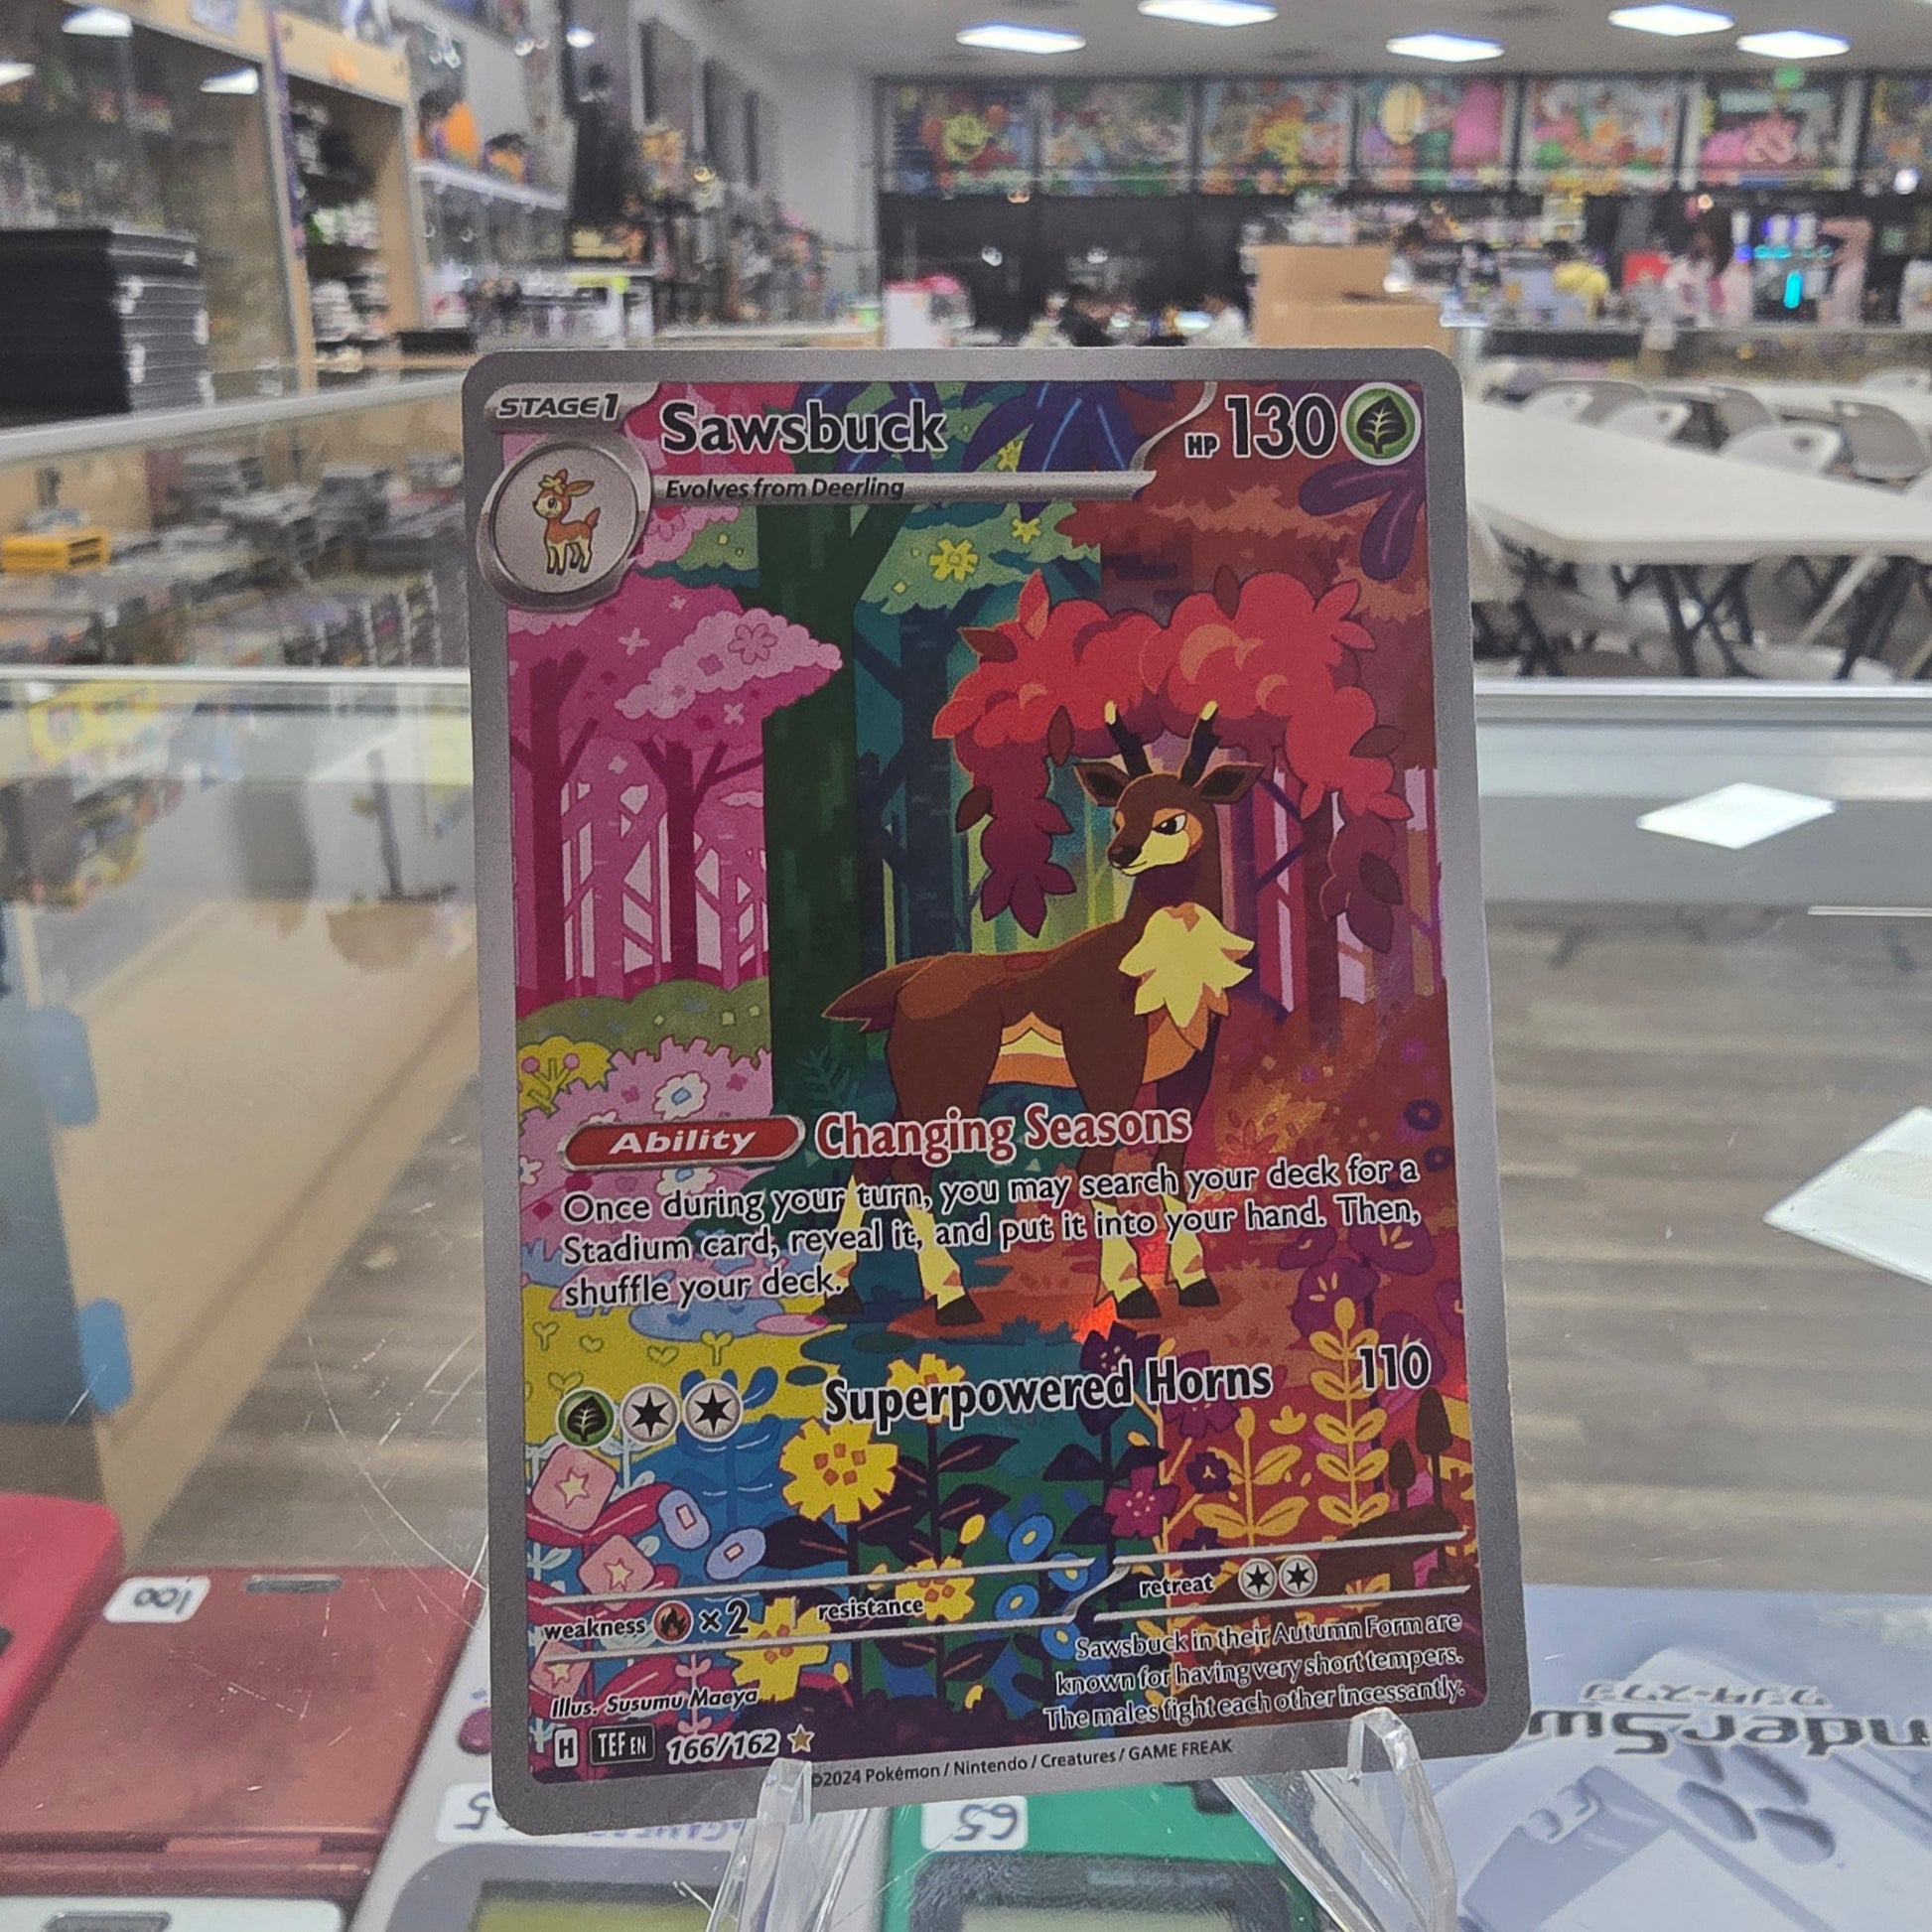 STAGE1
Sawsbuck
HP 130
Evolves from Deerling
Ability Changing Seasons
Once during your turn, you may search your deck for a
Stadium card, reveal it, and put it into your hand. Then,
shuffle your deck.
Superpowered Horns 110
weakness ×2 resistance
retreat
Sawsbuck in their Autumn Form are
known for having very short tempers.
The males fight each other incessantly.
Illus. Susumu Maeya
H TEF EN 166/162
©2024 Pokémon / Nintendo / Creatures / GAME FREAK
100
65